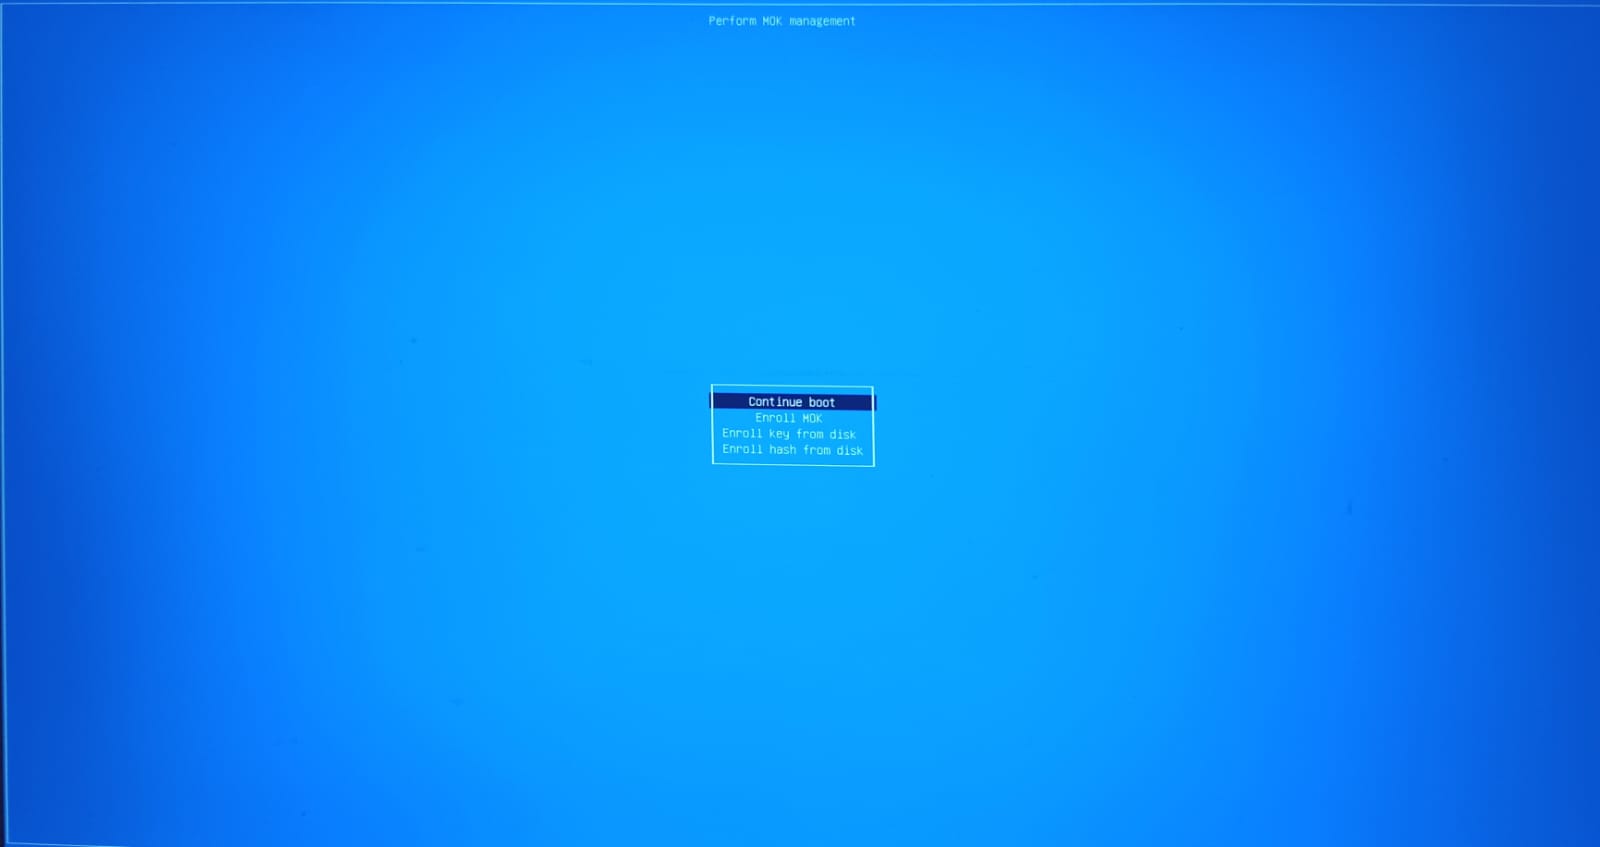 Perform MOK management
Continue boot
Enroll MOK
Enroll key from disk
Enroll hash from disk